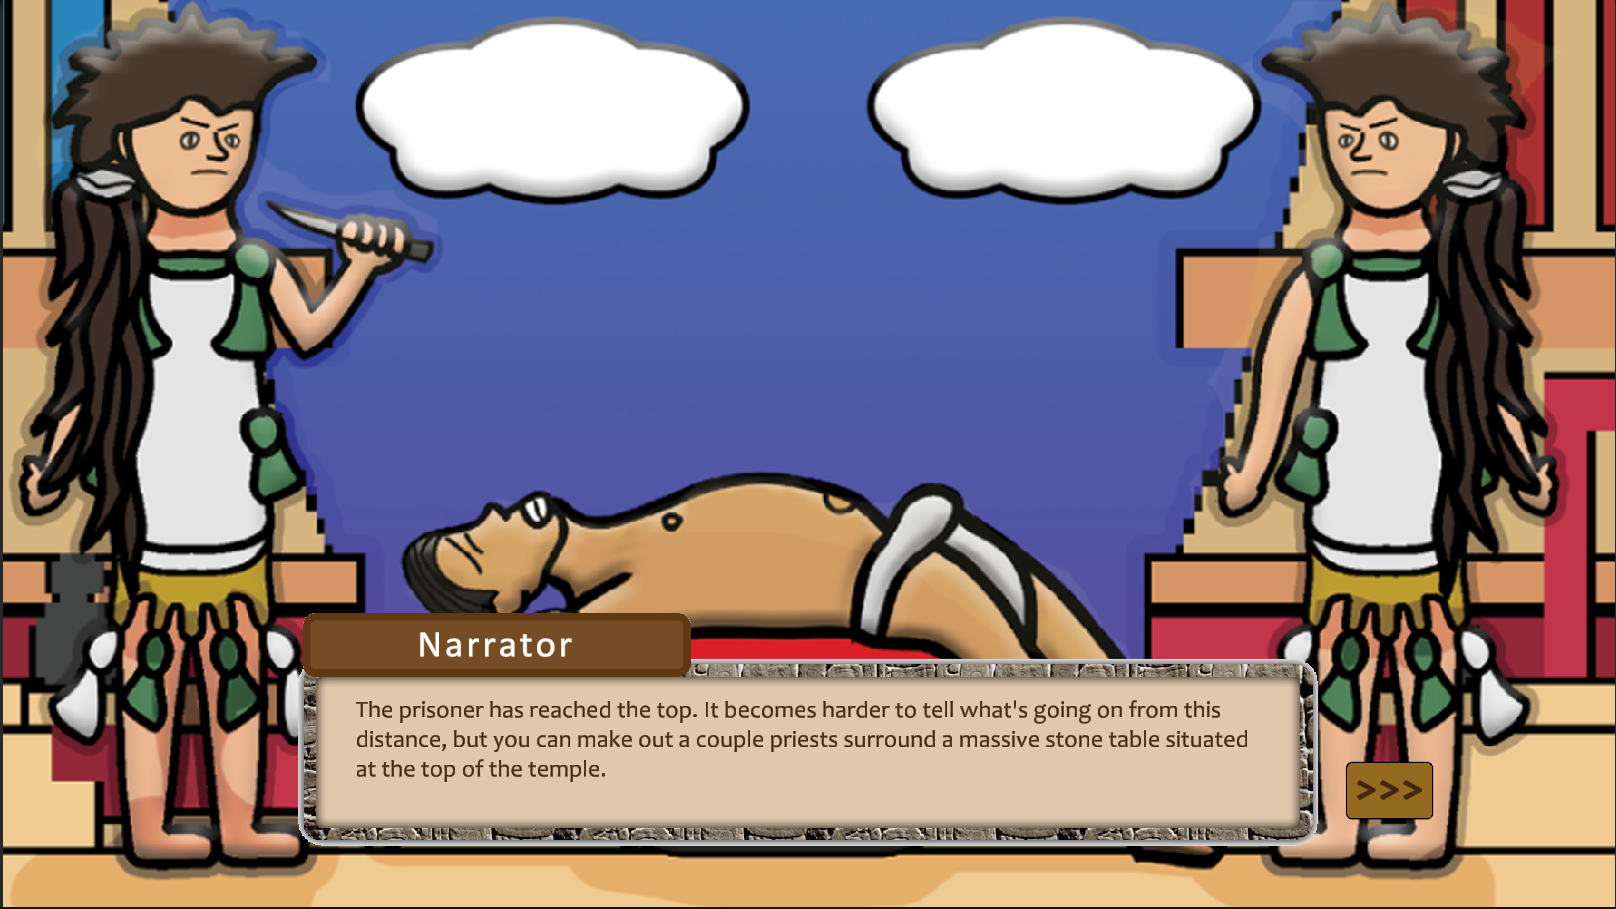 Narrator
The prisoner has reached the top. It becomes harder to tell what's going on from this
distance, but you can make out a couple priests surround a massive stone table situated
at the top of the temple.
>>>